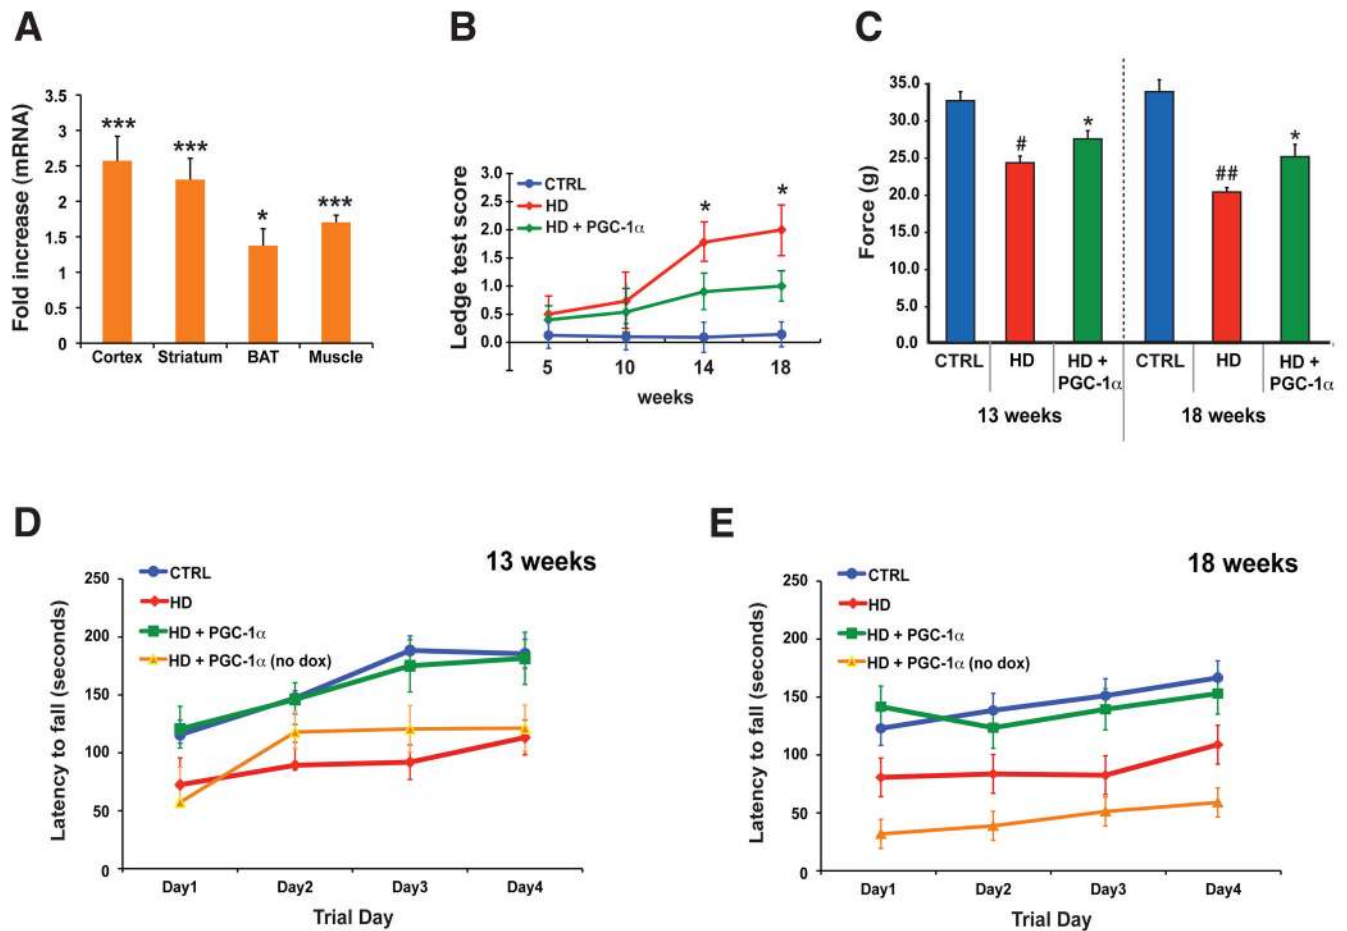 A
Fold increase (mRNA)
3.5
3
2.5
2
1.5
1
0.5
0
***
***
*
***
Cortex Striatum BAT Muscle
B
Ledge test score
3.0
2.5
2.0
1.5
1.0
0.5
0.0
CTRL
HD
HD + PGC-1α
*
*
5 10 14 18
weeks
C
Force (g)
35.0
30.0
25.0
20.0
15.0
10.0
5.0
0.0
#
*
##
*
CTRL HD HD + PGC-1α CTRL HD HD + PGC-1α
13 weeks 18 weeks
D
13 weeks
Latency to fall (seconds)
250
200
150
100
50
0
CTRL
HD
HD + PGC-1α
HD + PGC-1α (no dox)
Day1 Day2 Day3 Day4
Trial Day
E
18 weeks
Latency to fall (seconds)
250
200
150
100
50
0
CTRL
HD
HD + PGC-1α
HD + PGC-1α (no dox)
Day1 Day2 Day3 Day4
Trial Day